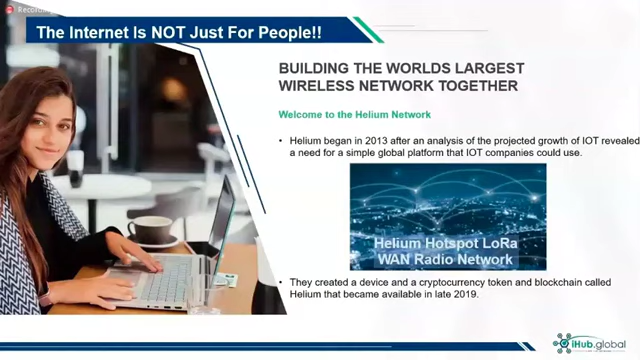 Recording
The Internet Is NOT Just For People!!
BUILDING THE WORLDS LARGEST
WIRELESS NETWORK TOGETHER
Welcome to the Helium Network
• Helium began in 2013 after an analysis of the projected growth of IOT revealed
a need for a simple global platform that IOT companies could use.
Helium Hotspot LoRa
WAN Radio Network
• They created a device and a cryptocurrency token and blockchain called
Helium that became available in late 2019.
iHub.global